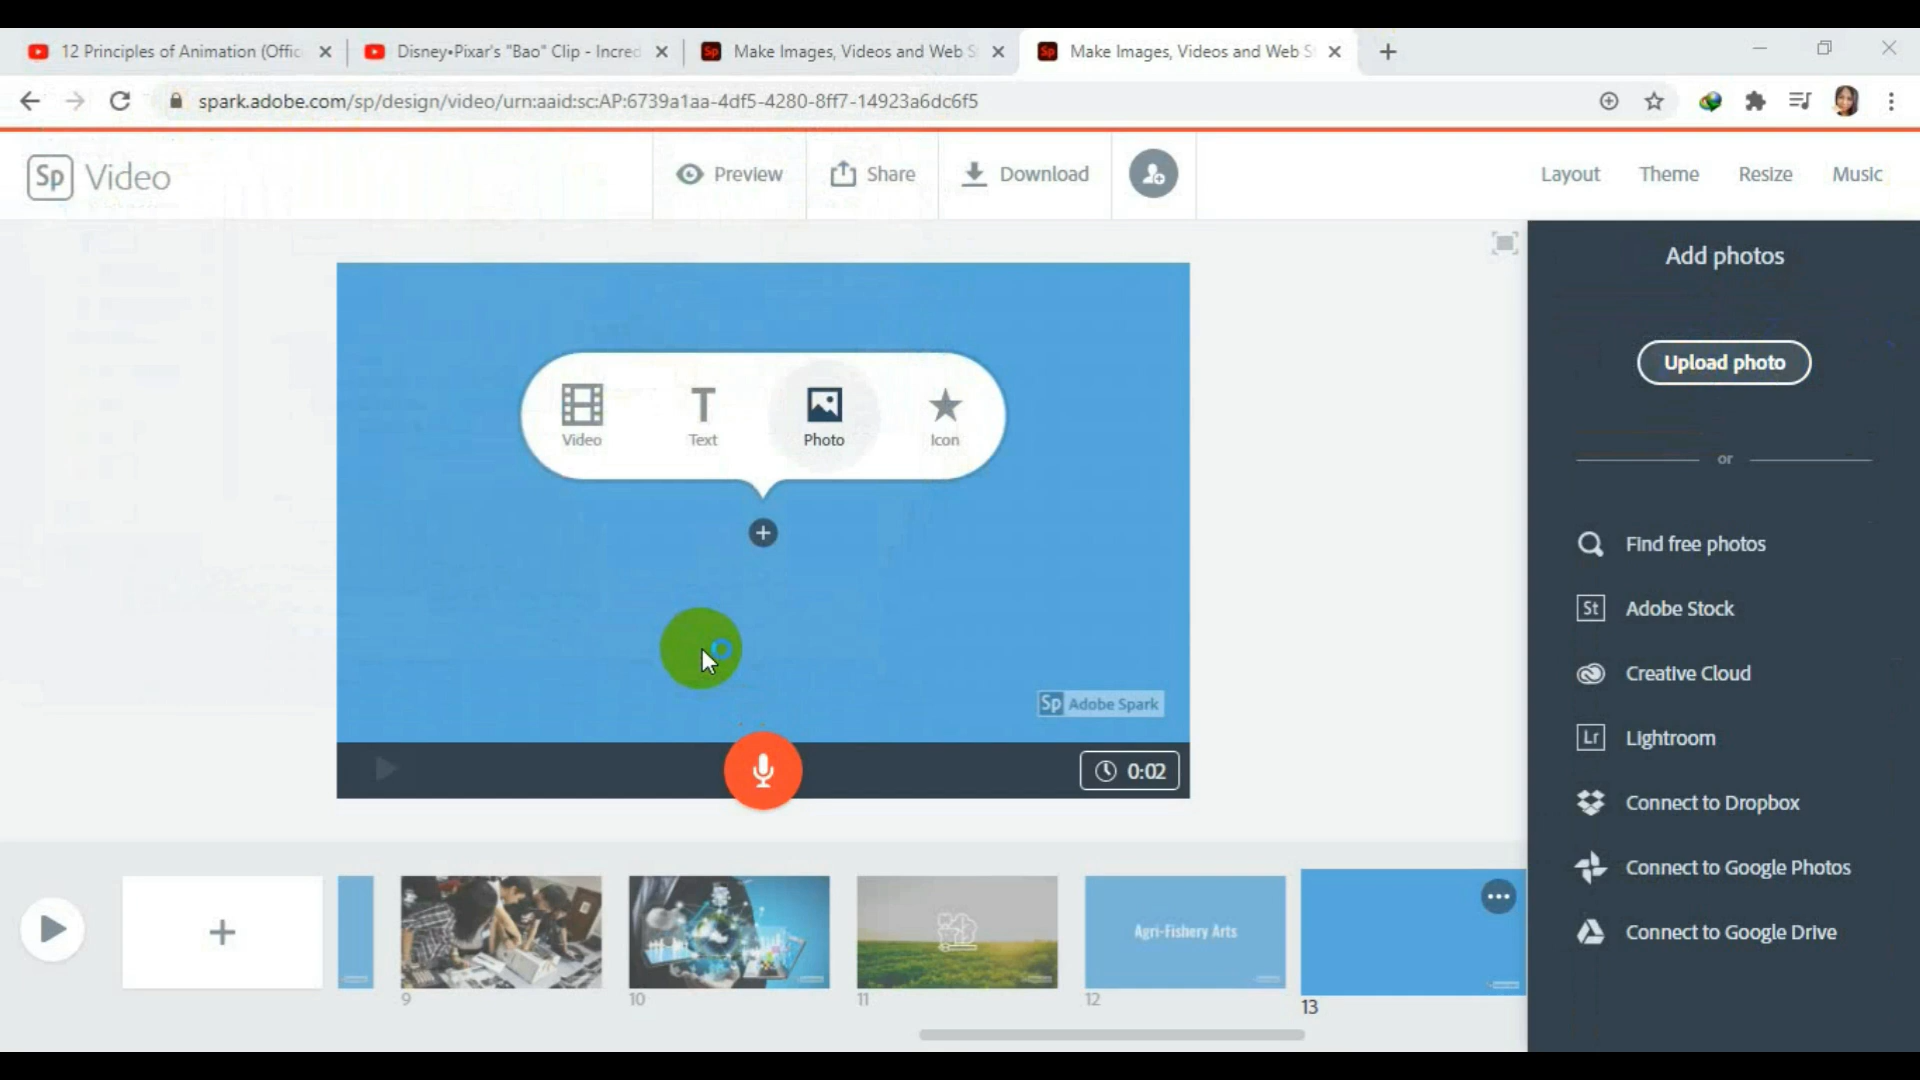 12 Principles of Animation (Offic
Disney•Pixar's "Bao" Clip - Incred
Make Images, Videos and Web S
Make Images, Videos and Web S
spark.adobe.com/sp/design/video/urn:aaid:sc:AP:6739a1aa-4df5-4280-8ff7-14923a6dc6f5
Sp Video
Preview
Share
Download
Layout
Theme
Resize
Music
Add photos
Upload photo
or
Find free photos
St Adobe Stock
Creative Cloud
Lr Lightroom
Connect to Dropbox
Connect to Google Photos
Connect to Google Drive
Video
Text
Photo
Icon
Sp Adobe Spark
0:02
Agri-Fishery Arts
9
10
11
12
13